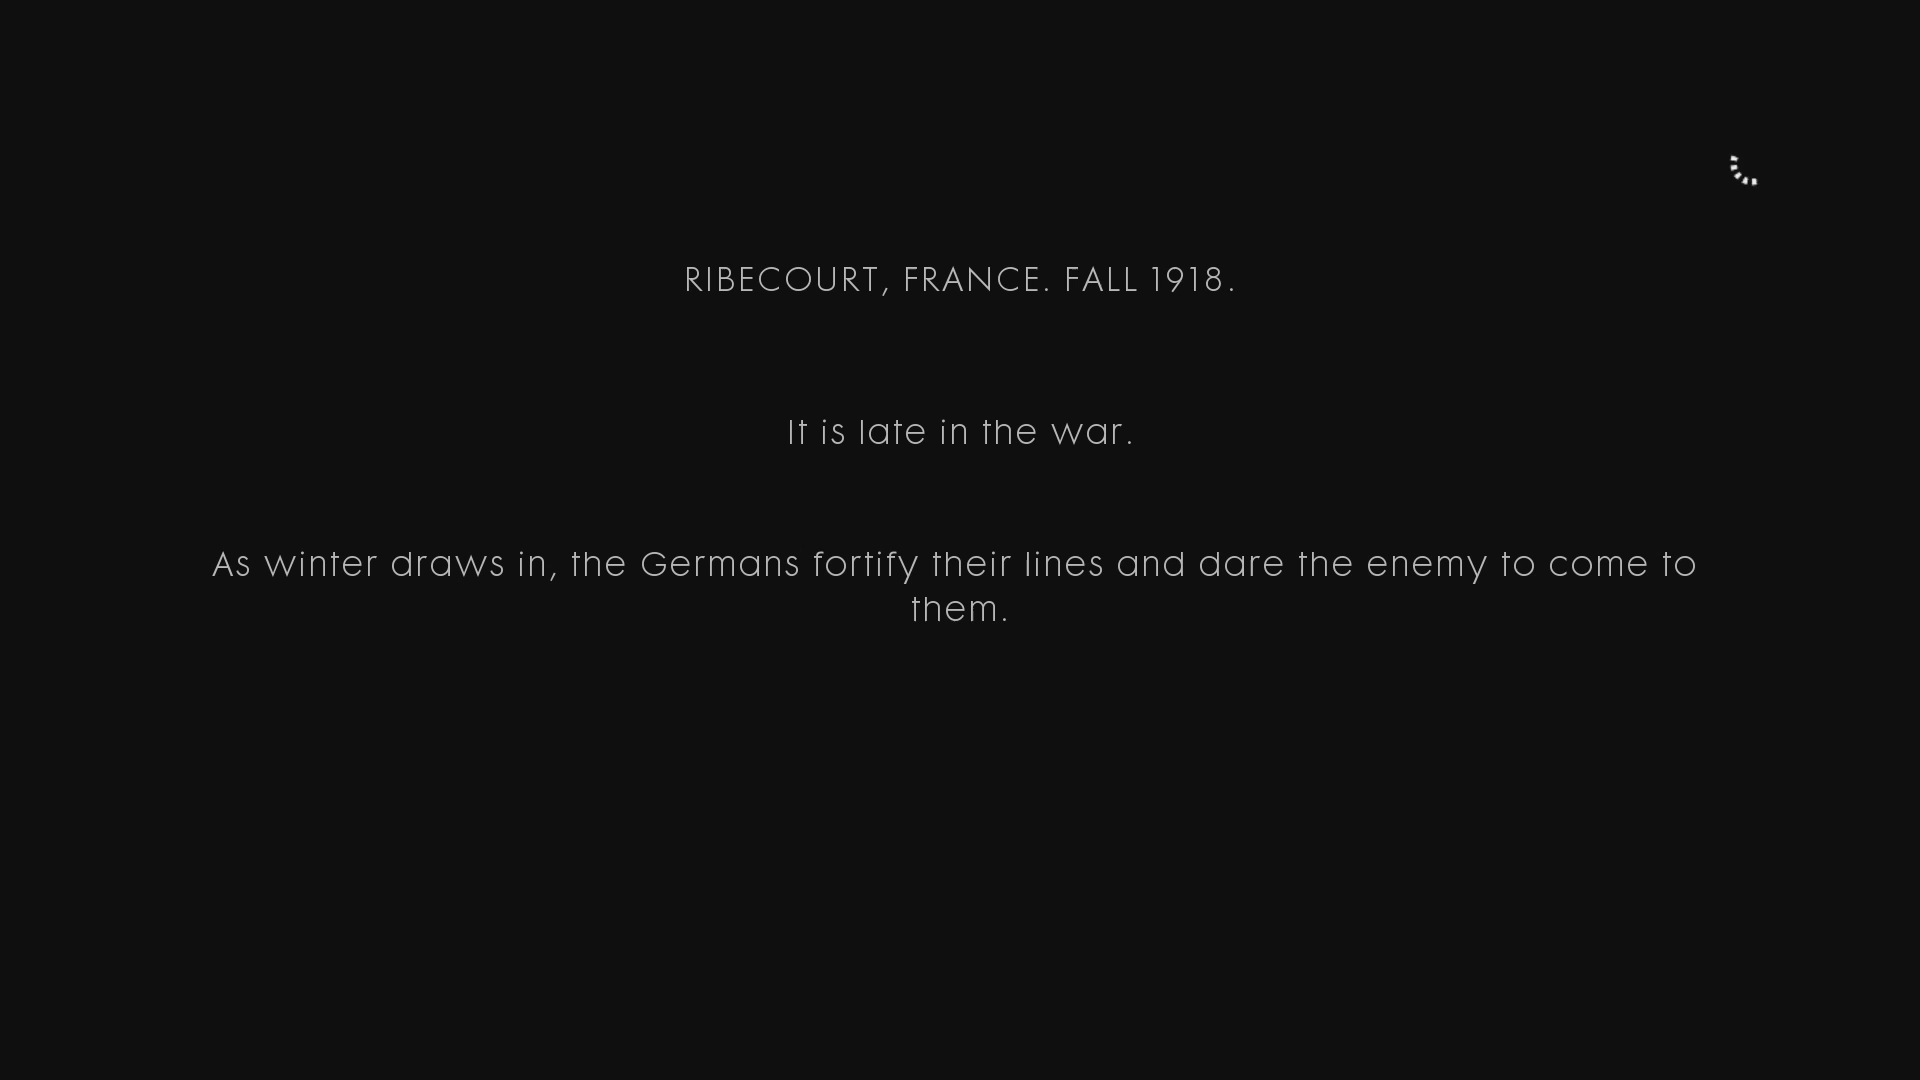 RIBECOURT, FRANCE. FALL 1918.
It is late in the war.
As winter draws in, the Germans fortify their lines and dare the enemy to come to
them.